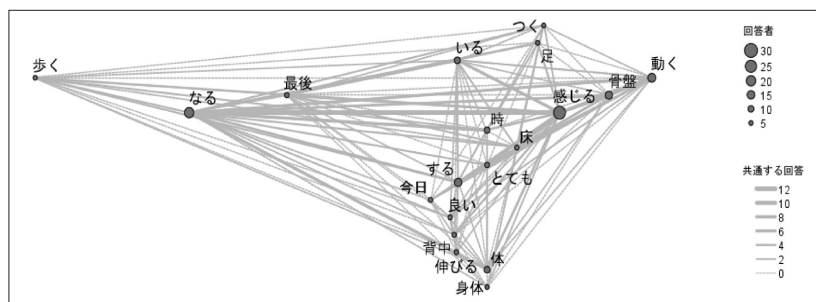 つく
足
いる
動く
歩く
最後
骨盤
なる
感じる
時
床
とても
する
今日
良い
背中
伸びる
体
身体
回答者
30
25
20
15
10
5
共通する回答
12
10
8
6
4
2
0